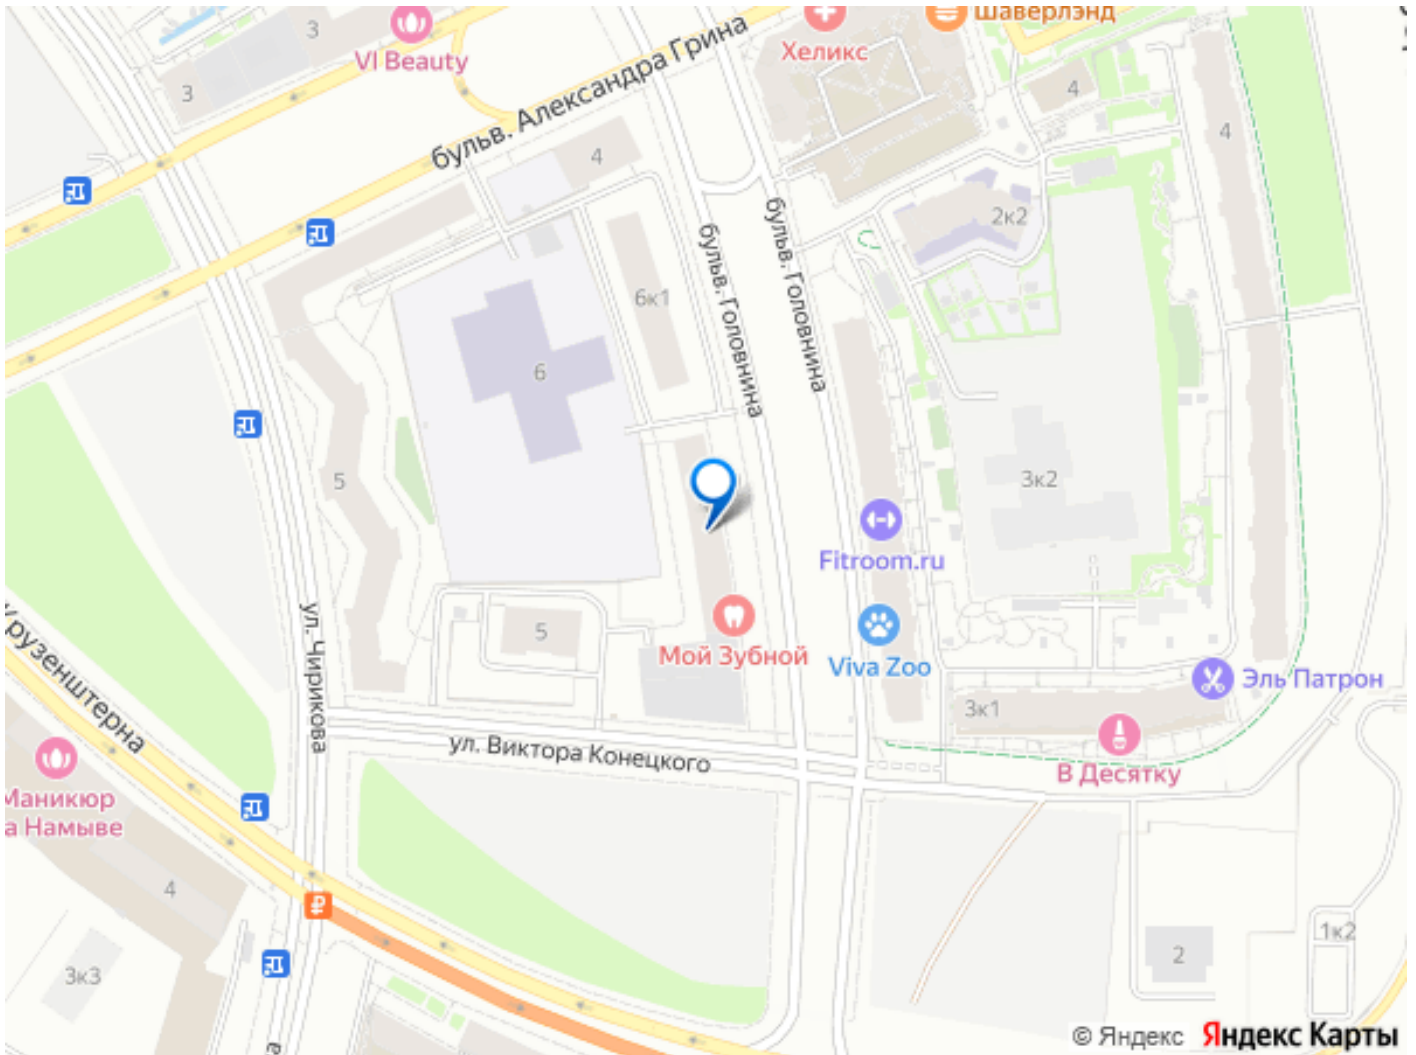 Шаверлэнд
3
VI Beauty
Хеликс
3
4
бульв. Александра Грина
4
4
2к2
бульв. Головнина
бульв. Головнина
6к1
6
5
3к2
Fitroom.ru
5
Мой Зубной
Viva Zoo
Эль Патрон
ул. Чирикова
3к1
ул. Виктора Конецкого
В Десятку
Крузенштерна
Маникюр
а Намыве
4
1к2
2
3к3
© Яндекс Яндекс Карты